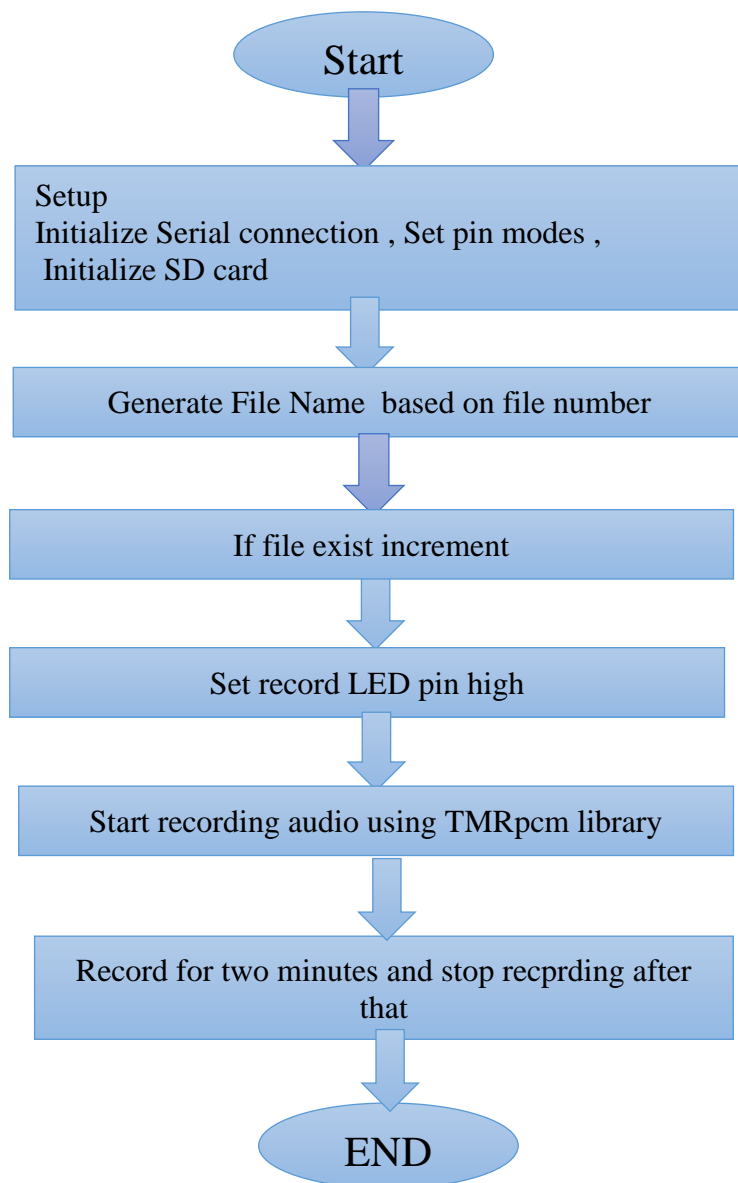 Start
Setup
Initialize Serial connection , Set pin modes ,
Initialize SD card
Generate File Name  based on file number
If file exist increment
Set record LED pin high
Start recording audio using TMRpcm library
Record for two minutes and stop recprding after
that
END